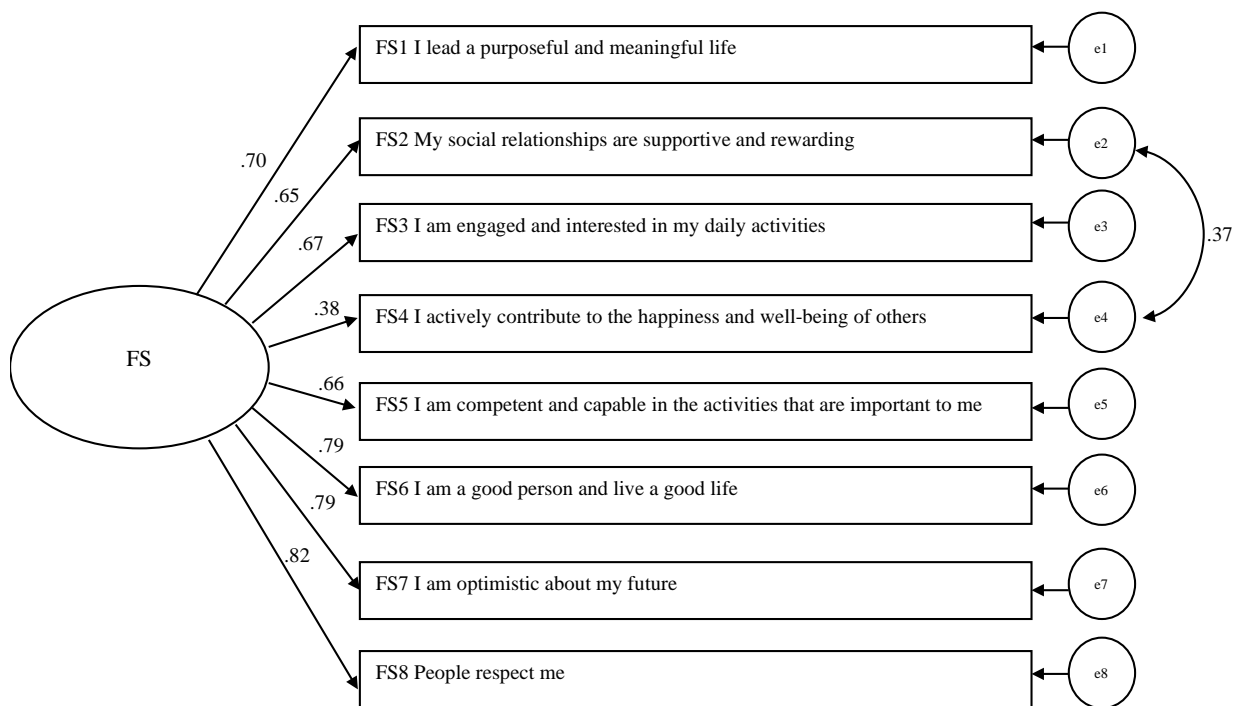 FS1 I lead a purposeful and meaningful life
e1
FS2 My social relationships are supportive and rewarding
e2
.70
.65
FS3 I am engaged and interested in my daily activities
e3
.37
.67
FS4 I actively contribute to the happiness and well-being of others
e4
.38
FS
FS5 I am competent and capable in the activities that are important to me
e5
.66
.79
FS6 I am a good person and live a good life
e6
.79
.82
FS7 I am optimistic about my future
e7
FS8 People respect me
e8